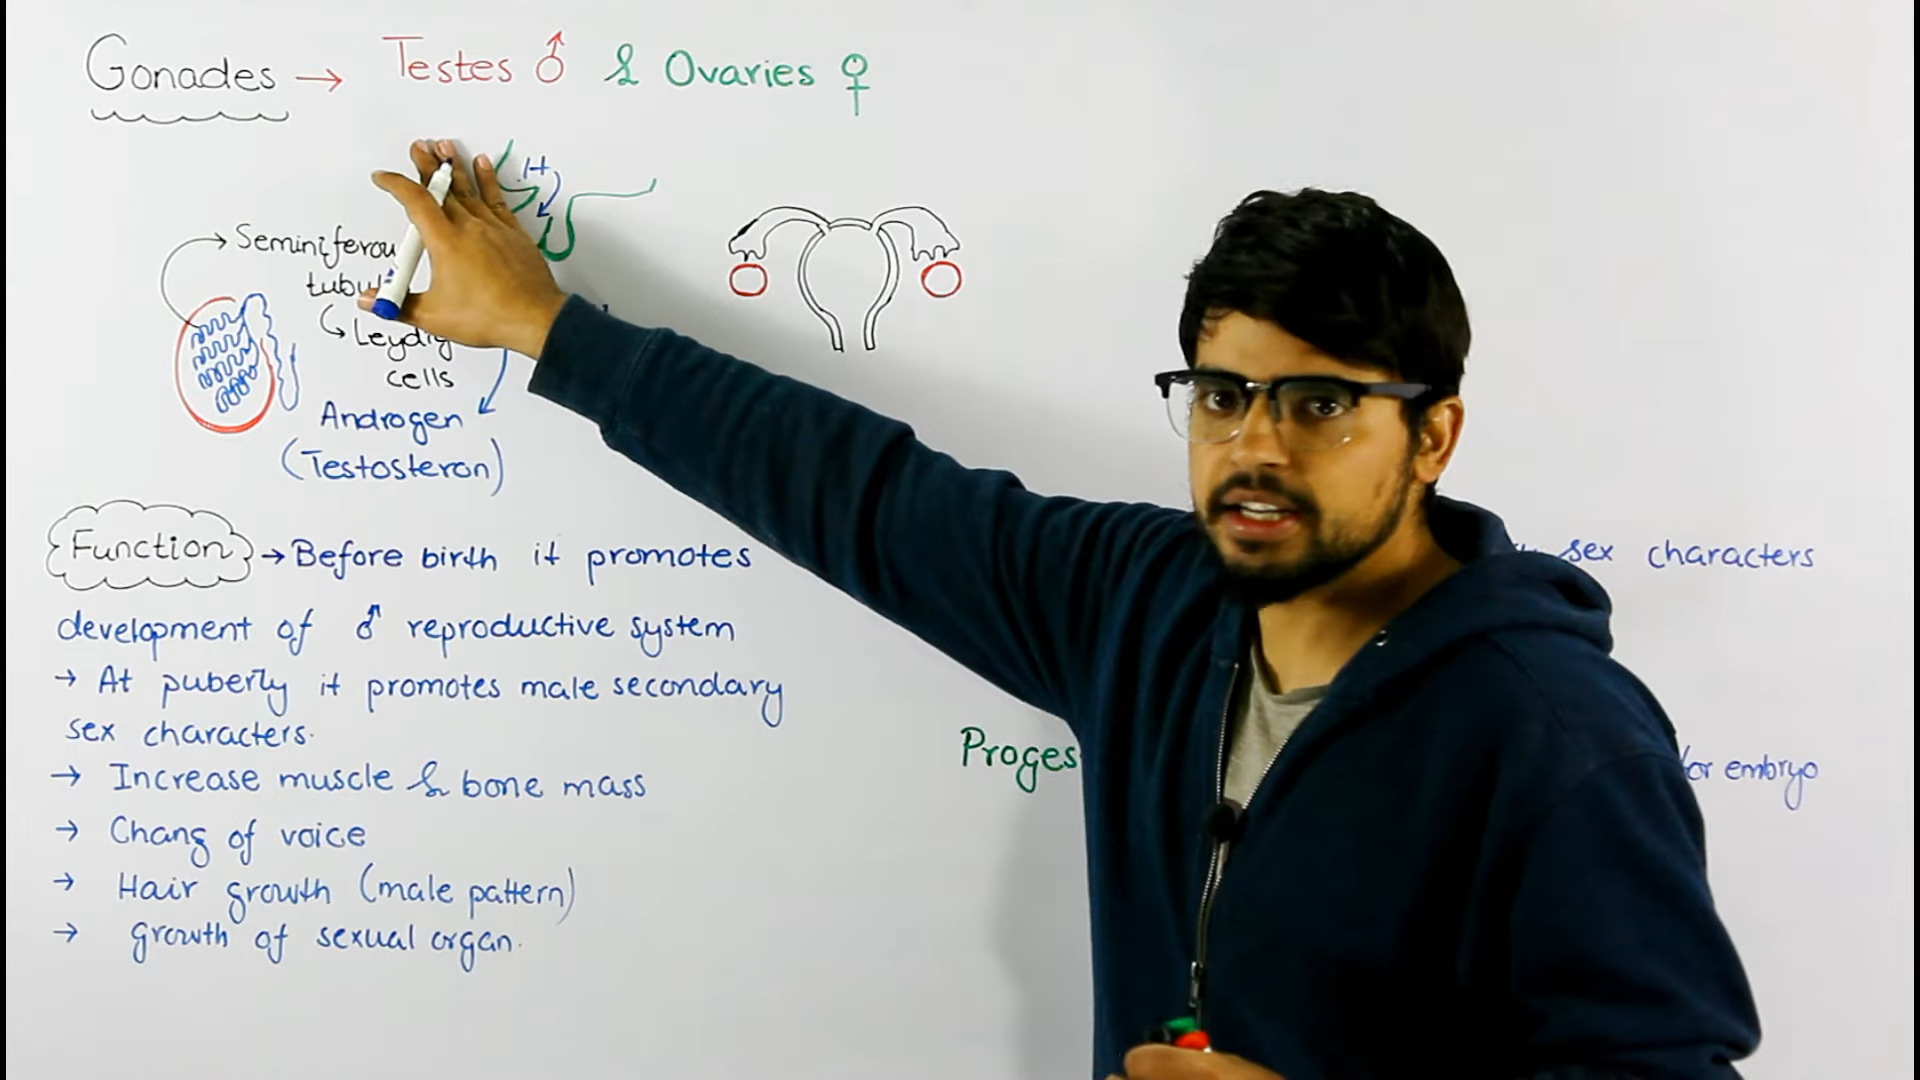 Gonades → Testes ♂ & Ovaries ♀
H
→ Seminiferou
tubul
Leydig
cells
Androgen
(Testosteron)
Function → Before birth it promotes
development of ♂ reproductive system
→ At puberty it promotes male secondary
sex characters.
→ Increase muscle & bone mass
→ Chang of voice
→ Hair growth (male pattern)
→ growth of sexual organ.
sex characters
Proges
for embryo